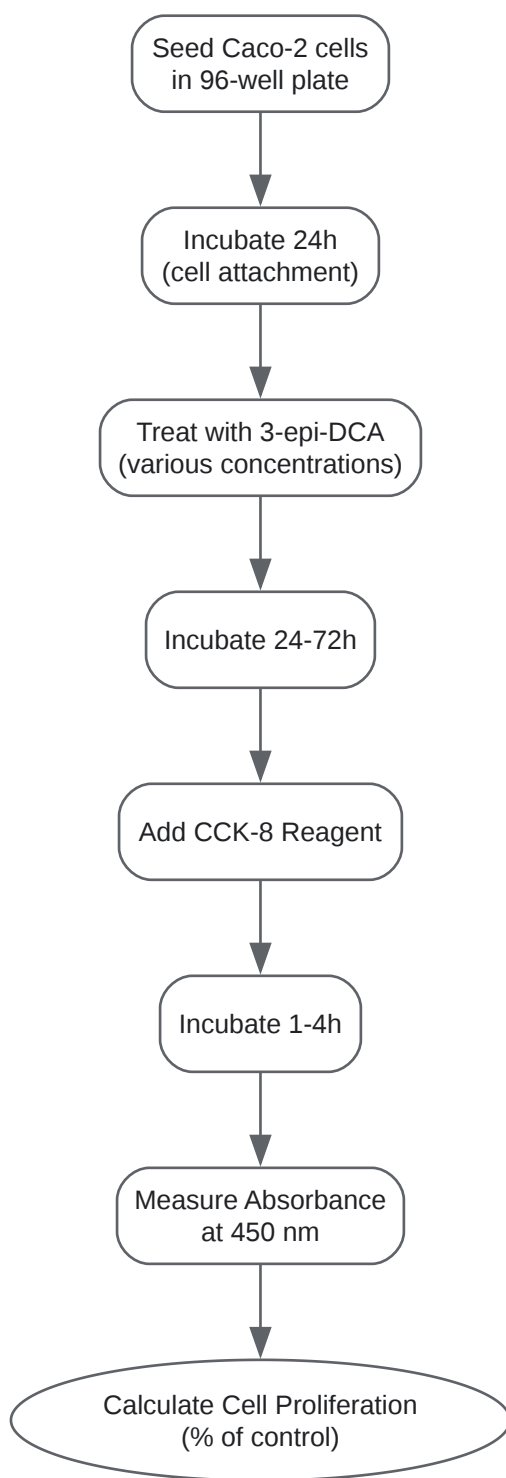 Seed Caco-2 cells
in 96-well plate
Incubate 24h
(cell attachment)
Treat with 3-epi-DCA
(various concentrations)
Incubate 24-72h
Add CCK-8 Reagent
Incubate 1-4h
Measure Absorbance
at 450 nm
Calculate Cell Proliferation
(% of control)